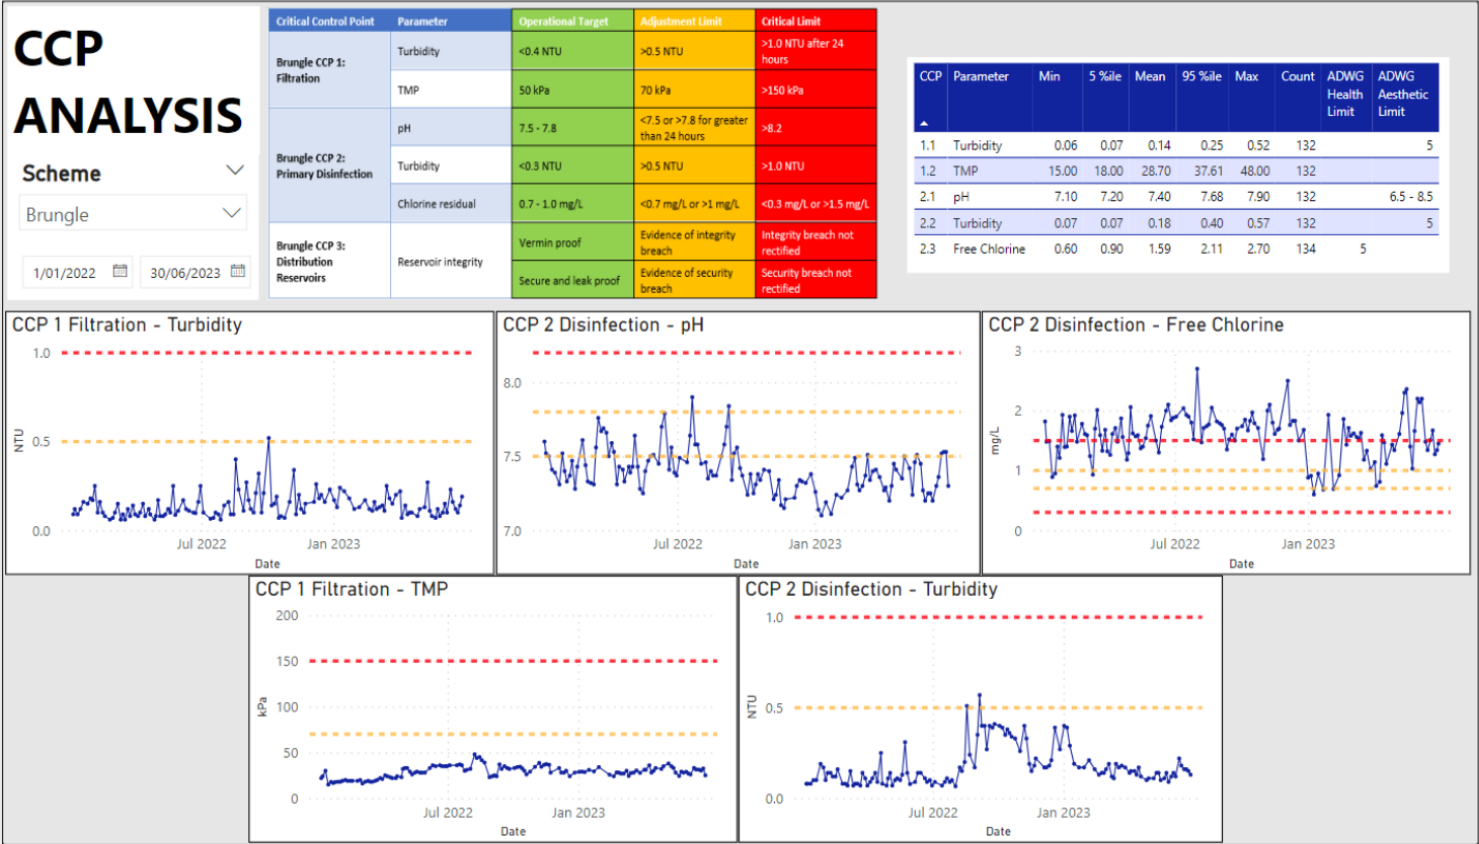 CCP
ANALYSIS
Scheme
Brungle
1/01/2022 30/06/2023
Critical Control Point Parameter Operational Target Adjustment Limit Critical Limit
Brungle CCP 1:
Filtration
Turbidity <0.4 NTU >0.5 NTU >1.0 NTU after 24
hours
TMP 50 kPa 70 kPa >150 kPa
Brungle CCP 2:
Primary Disinfection
pH 7.5 - 7.8 <7.5 or >7.8 for greater
than 24 hours
>8.2
Turbidity <0.3 NTU >0.5 NTU >1.0 NTU
Chlorine residual 0.7 - 1.0 mg/L <0.7 mg/L or >1 mg/L <0.3 mg/L or >1.5 mg/L
Brungle CCP 3:
Distribution
Reservoirs
Reservoir integrity
Vermin proof Evidence of integrity
breach
Integrity breach not
rectified
Secure and leak proof Evidence of security
breach
Security breach not
rectified
CCP Parameter Min 5 %ile Mean 95 %ile Max Count ADWG
Health
Limit
ADWG
Aesthetic
Limit
1.1 Turbidity 0.06 0.07 0.14 0.25 0.52 132 5
1.2 TMP 15.00 18.00 28.70 37.61 48.00 132
2.1 pH 7.10 7.20 7.40 7.68 7.90 132 6.5 - 8.5
2.2 Turbidity 0.07 0.07 0.18 0.40 0.57 132 5
2.3 Free Chlorine 0.60 0.90 1.59 2.11 2.70 134 5
CCP 1 Filtration - Turbidity
1.0
0.5
0.0
NTU
Jul 2022 Jan 2023
Date
CCP 2 Disinfection - pH
8.0
7.5
7.0
Jul 2022 Jan 2023
Date
CCP 2 Disinfection - Free Chlorine
3
2
1
0
mg/L
Jul 2022 Jan 2023
Date
CCP 1 Filtration - TMP
200
150
100
50
0
kPa
Jul 2022 Jan 2023
Date
CCP 2 Disinfection - Turbidity
1.0
0.5
0.0
NTU
Jul 2022 Jan 2023
Date